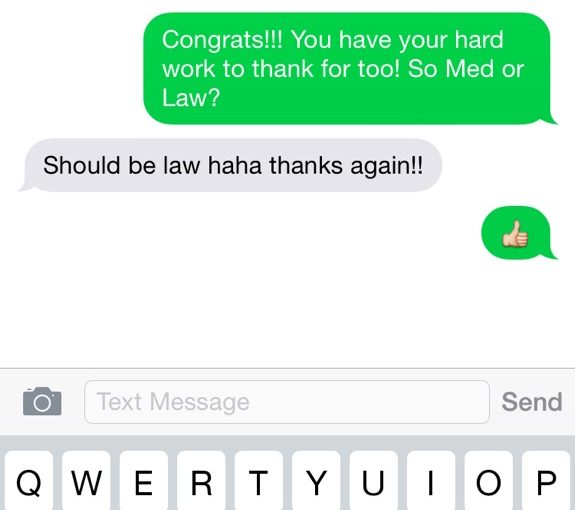 Congrats!!! You have your hard
work to thank for too! So Med or
Law?
Should be law haha thanks again!!
👍🏼
Text Message
Send
Q W E R T Y U I O P